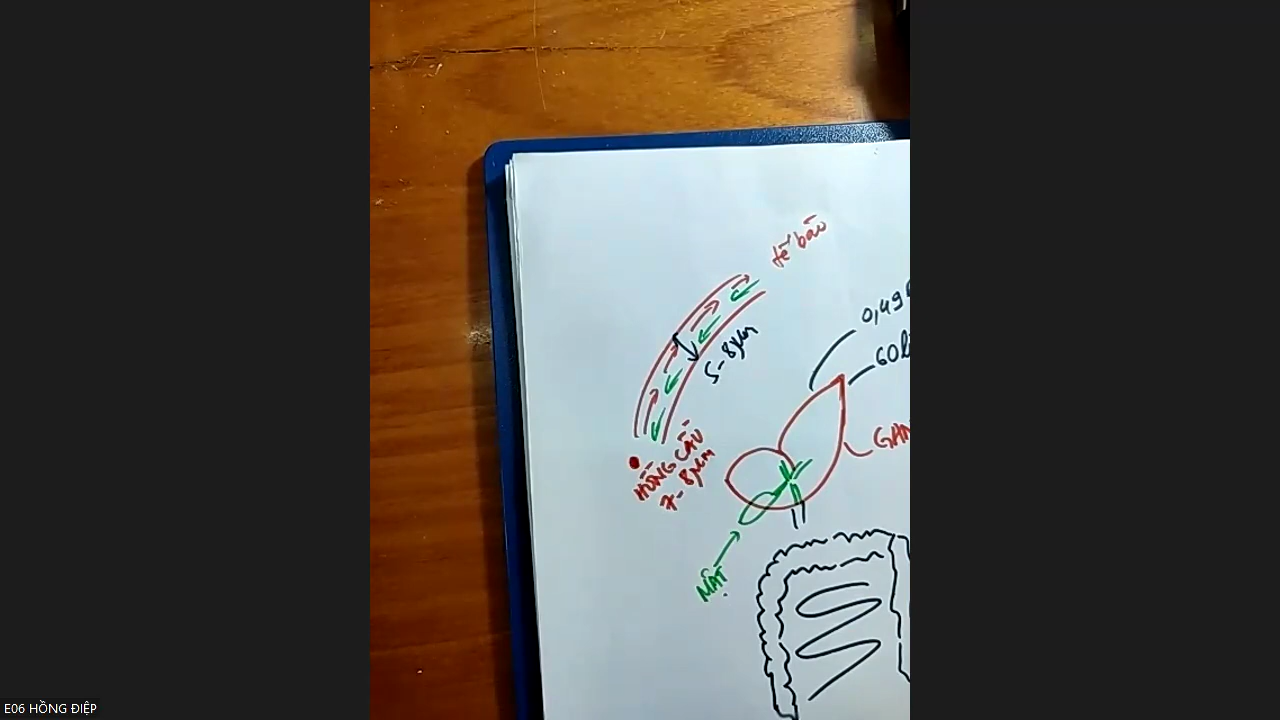 tế bào
5-8µm
0,49
60
HỒNG CẦU
7-8µm
GAN
MẬT
E06 HỒNG ĐIỆP